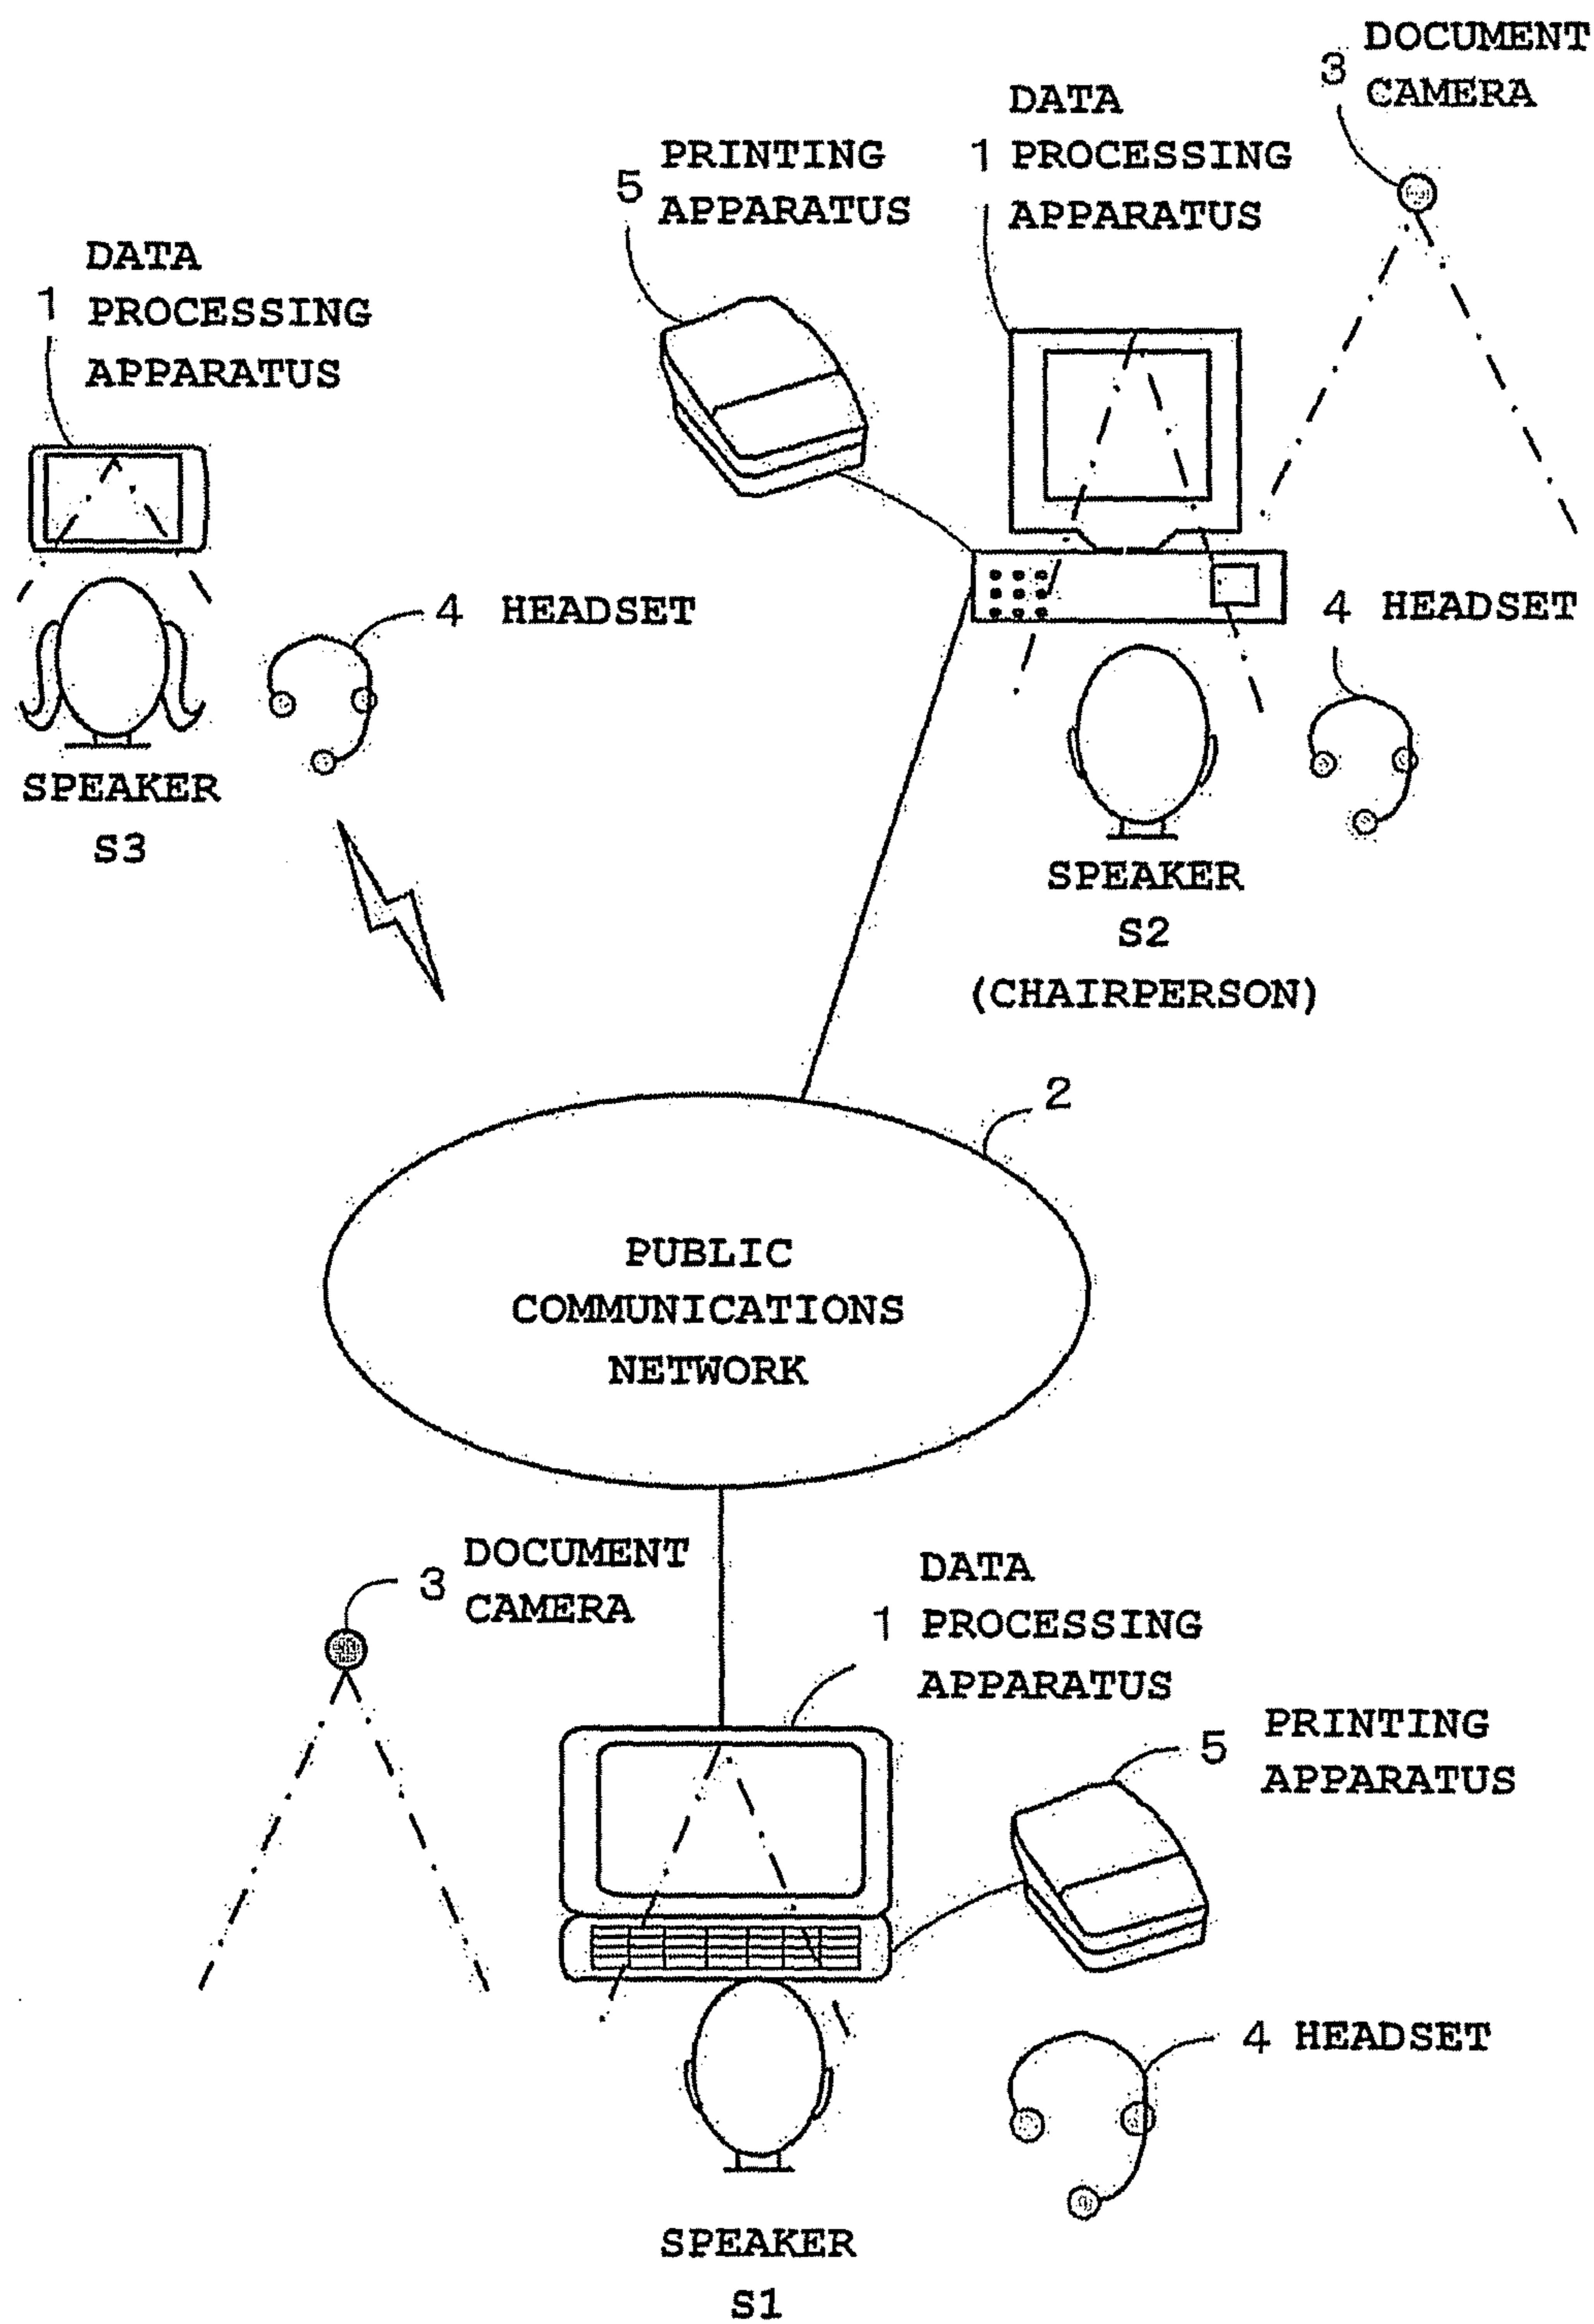 3 DOCUMENT
CAMERA
DATA
1 PROCESSING
APPARATUS
PRINTING
5 APPARATUS
DATA
1 PROCESSING
APPARATUS
4 HEADSET
4 HEADSET
SPEAKER
S3
SPEAKER
S2
(CHAIRPERSON)
2
PUBLIC
COMMUNICATIONS
NETWORK
3 DOCUMENT
CAMERA
DATA
1 PROCESSING
APPARATUS
PRINTING
5 APPARATUS
4 HEADSET
SPEAKER
S1